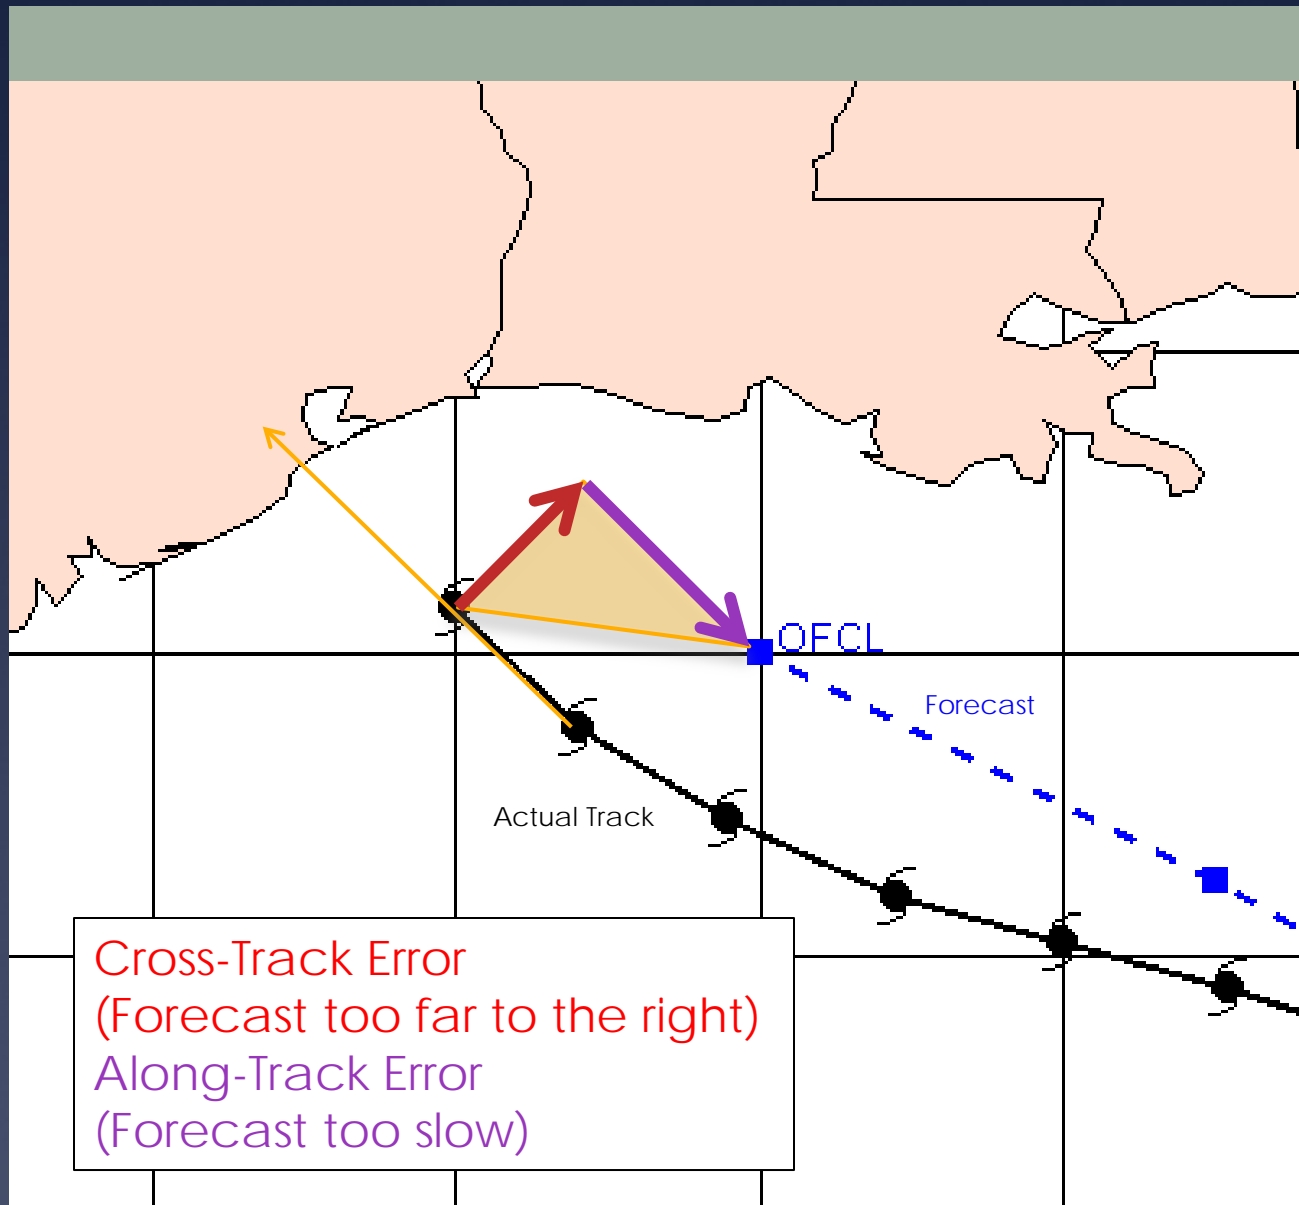 OFCL
Forecast
Actual Track
Cross-Track Error
(Forecast too far to the right)
Along-Track Error
(Forecast too slow)